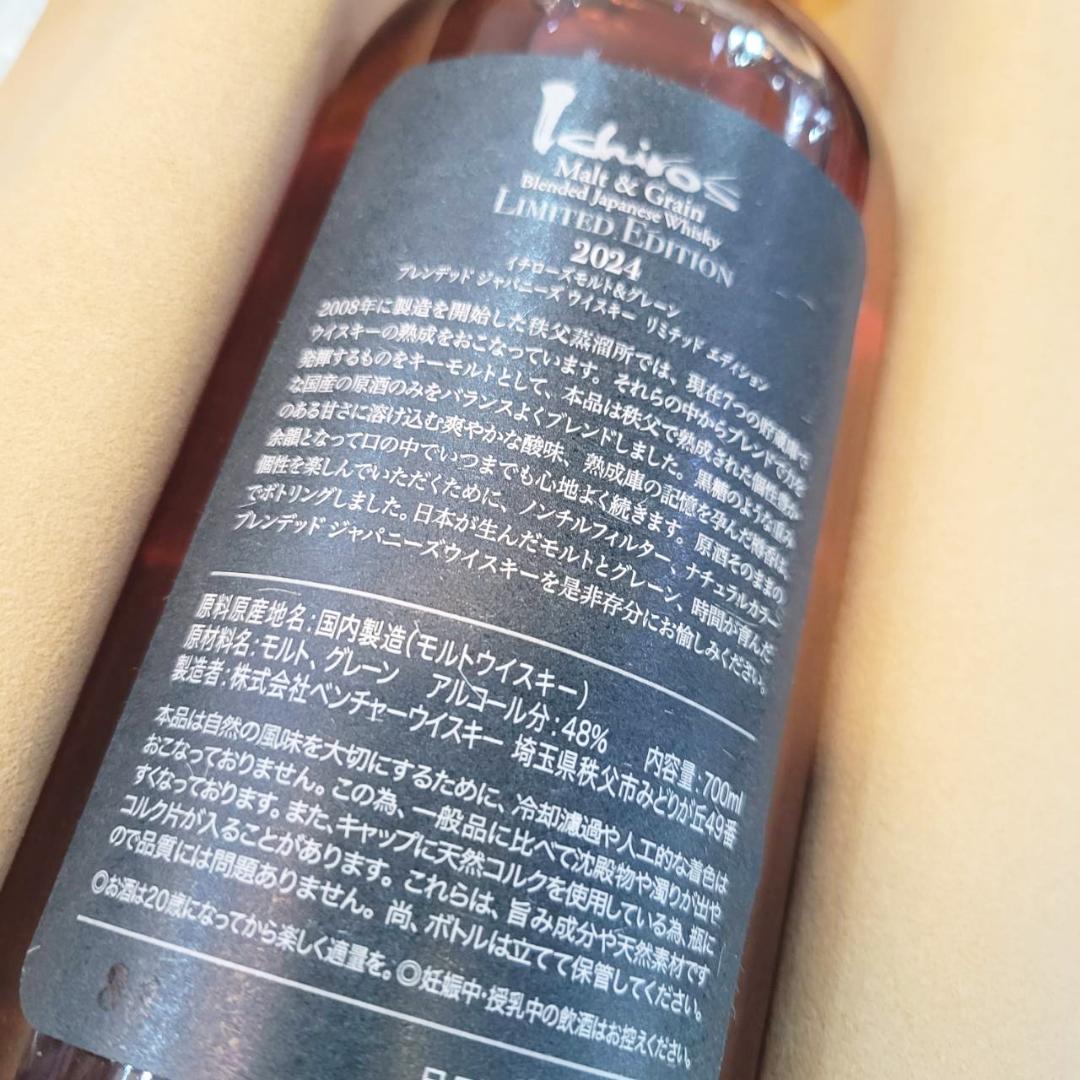 Ichiro's
Malt & Grain
Blended Japanese Whisky
LIMITED EDITION
2024
イチローズモルト&グレーン
ブレンデッド ジャパニーズ ウイスキー リミテッド エディション
2008年に製造を開始した秩父蒸溜所では、現在7つの貯蔵庫で
ウイスキーの熟成をおこなっています。それらの中からブレンドで力を
発揮するものをキーモルトとして、本品は秩父で熟成された個性豊か
な国産の原酒のみをバランスよくブレンドしました。黒糖のような重み
のある甘さに溶け込む爽やかな酸味、熟成庫の記憶を孕んだ樽香は、
余韻となって口の中でいつまでも心地よく続きます。原酒そのままの
個性を楽しんでいただくために、ノンチルフィルター、ナチュラルカラー
でボトリングしました。日本が生んだモルトとグレーン、時間が育んだ
ブレンデッド ジャパニーズウイスキーを是非存分にお愉しみください。
原料原産地名:国内製造(モルトウイスキー)
原材料名:モルト、グレーン アルコール分:48% 内容量:700ml
製造者:株式会社ベンチャーウイスキー 埼玉県秩父市みどりが丘49番
本品は自然の風味を大切にするために、冷却濾過や人工的な着色は
おこなっておりません。この為、一般品に比べて沈殿物や濁りが出や
すくなっております。また、キャップに天然コルクを使用している為、瓶に
コルク片が入ることがあります。これらは、旨み成分や天然素材です
ので品質には問題ありません。尚、ボトルは立てて保管してください。
◎お酒は20歳になってから楽しく適量を。◎妊娠中・授乳中の飲酒はお控えください。